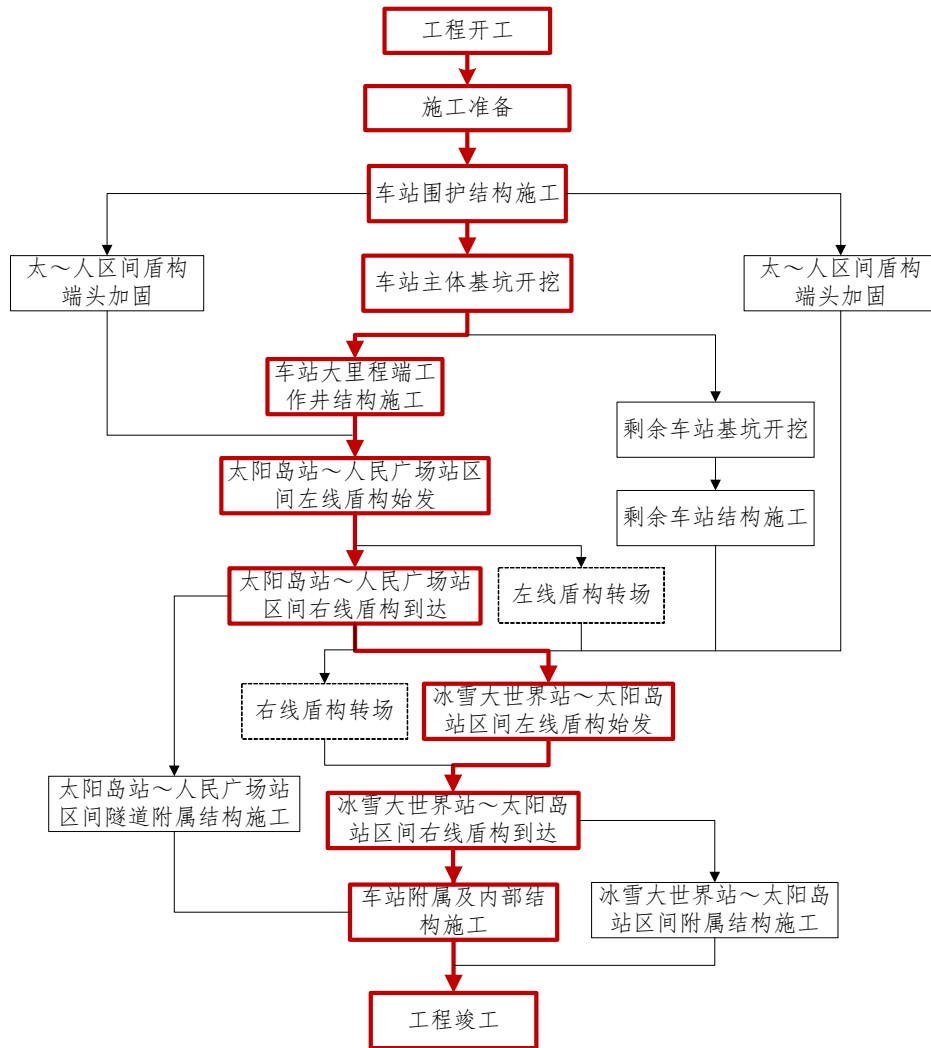 工程开工
施工准备
车站围护结构施工
太～人区间盾构
端头加固
车站主体基坑开挖
太～人区间盾构
端头加固
车站大里程端工
作井结构施工
剩余车站基坑开挖
太阳岛站～人民广场站区
间左线盾构始发
剩余车站结构施工
太阳岛站～人民广场站
区间右线盾构到达
左线盾构转场
右线盾构转场
冰雪大世界站～太阳岛
站区间左线盾构始发
太阳岛站～人民广场站
区间隧道附属结构施工
冰雪大世界站～太阳岛
站区间右线盾构到达
车站附属及内部结
构施工
冰雪大世界站～太阳岛
站区间附属结构施工
工程竣工